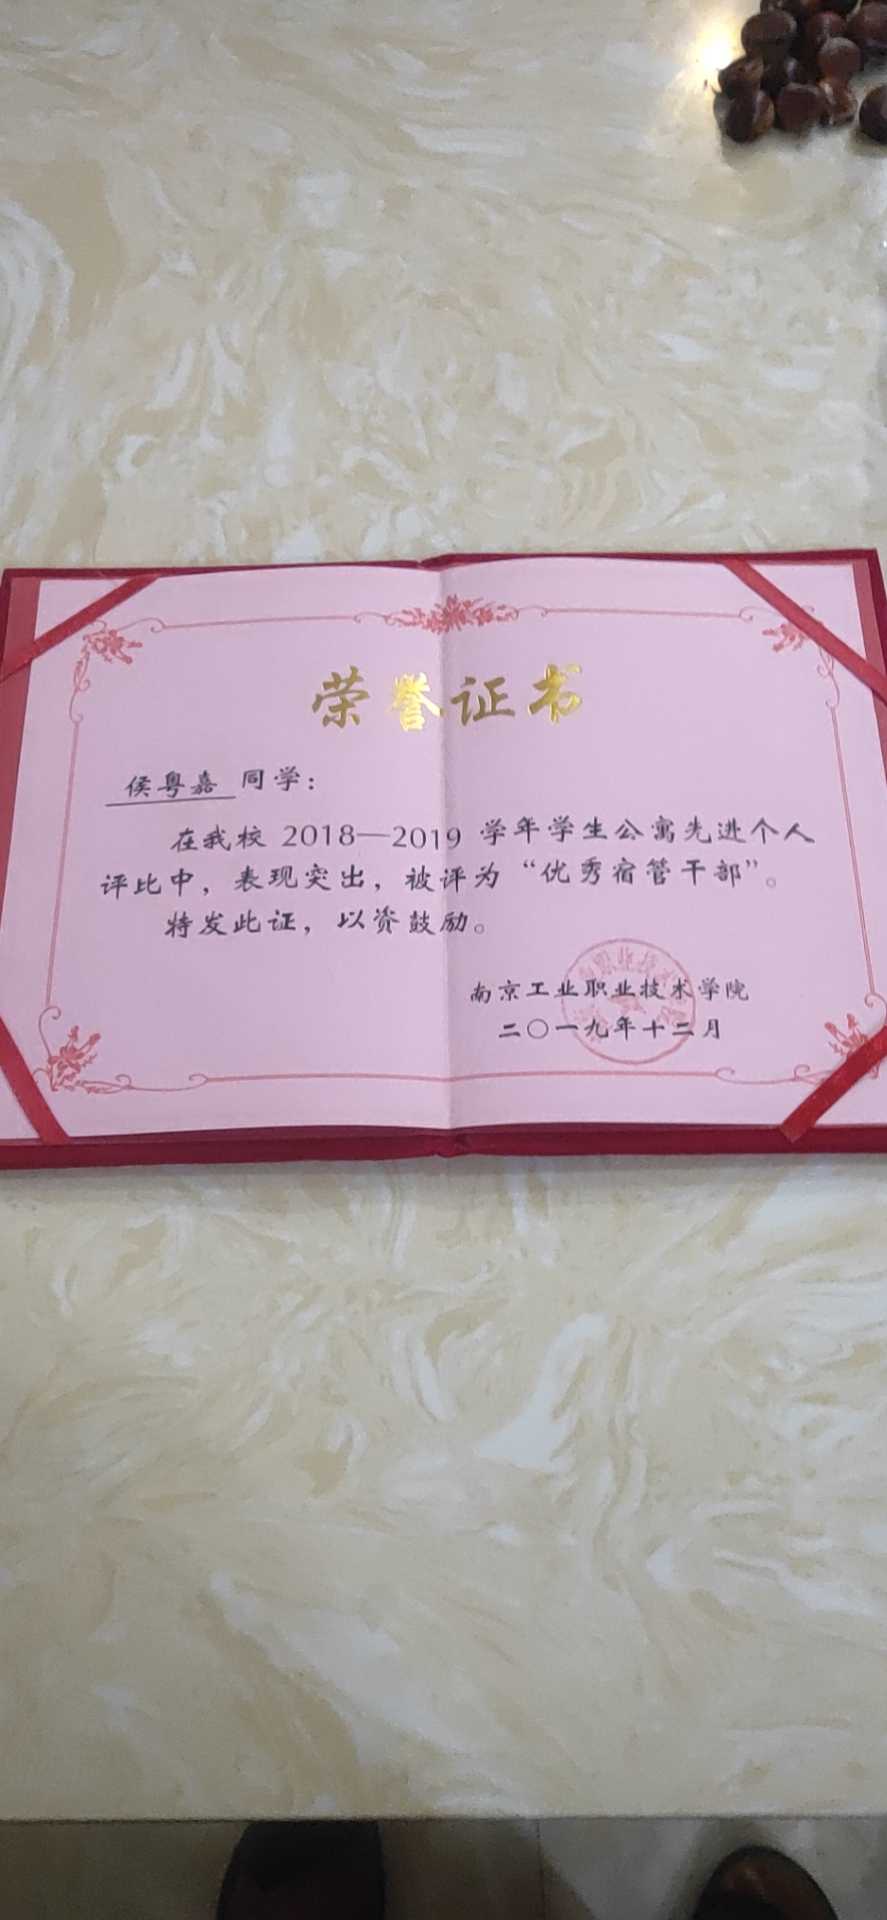 荣誉证书
侯粤嘉 同学：
在我校 2018—2019 学年学生公寓先进个人
评比中，表现突出，被评为“优秀宿管干部”。
特发此证，以资鼓励。
南京工业职业技术学院
二〇一九年十二月